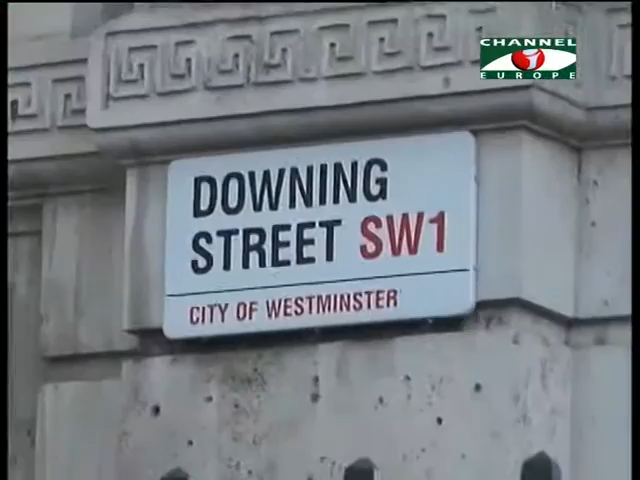 CHANNEL
i
EUROPE
DOWNING
STREET SW1
CITY OF WESTMINSTER